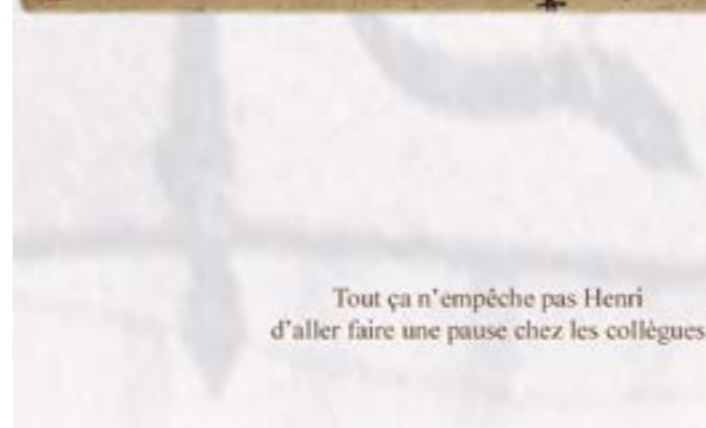 Tout ça n'empêche pas Henri
d'aller faire une pause chez les collègues